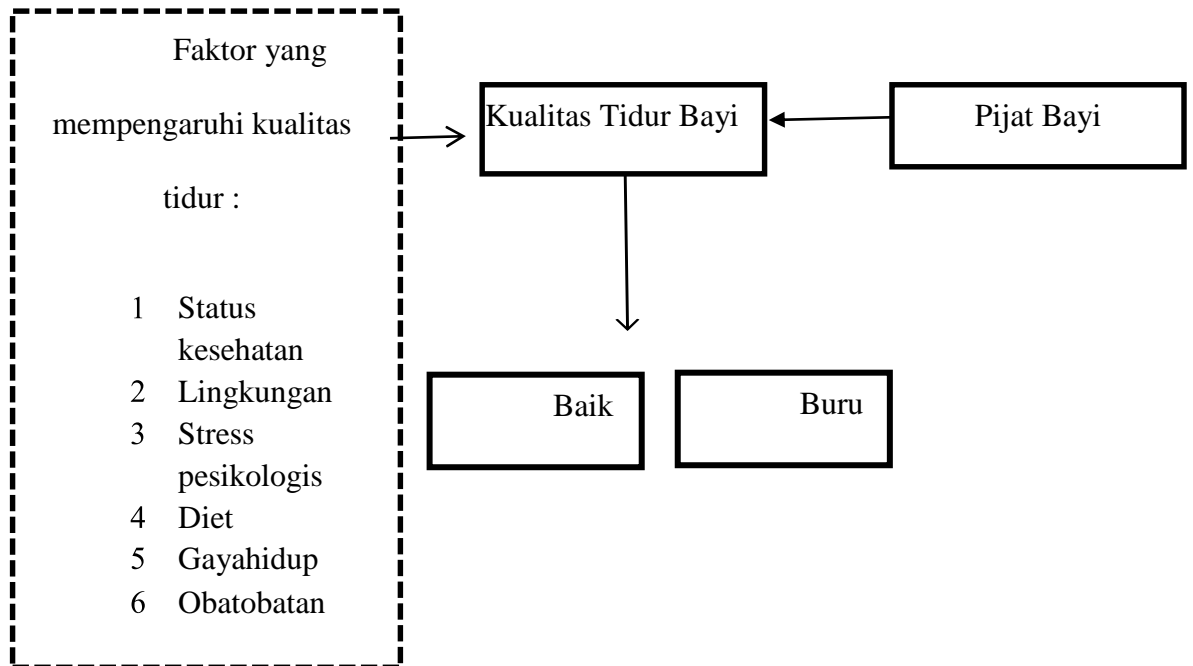 Faktor yang
mempengaruhi kualitas
tidur :
1 Status
kesehatan
2 Lingkungan
3 Stress
pesikologis
4 Diet
5 Gayahidup
6 Obatobatan
Kualitas Tidur Bayi
Pijat Bayi
Baik
Buru